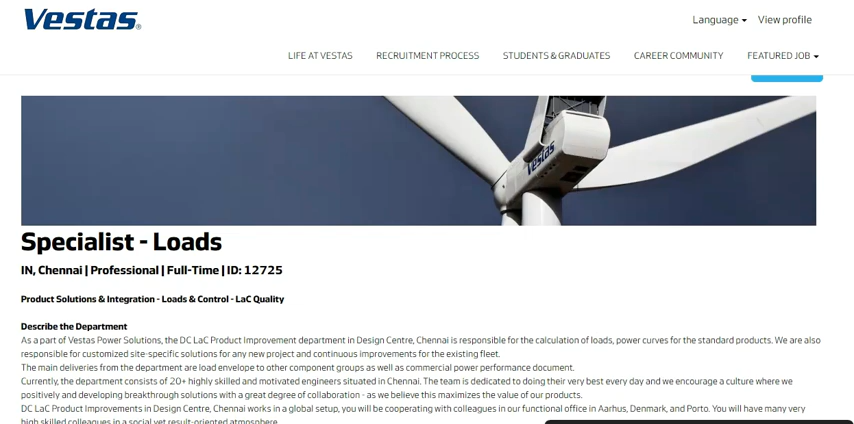 Vestas®
Language View profile
LIFE AT VESTAS RECRUITMENT PROCESS STUDENTS & GRADUATES CAREER COMMUNITY FEATURED JOB
Vestas
Specialist - Loads
IN, Chennai | Professional | Full-Time | ID: 12725
Product Solutions & Integration - Loads & Control - LaC Quality
Describe the Department
As a part of Vestas Power Solutions, the DC LaC Product Improvement department in Design Centre, Chennai is responsible for the calculation of loads, power curves for the standard products. We are also
responsible for customized site-specific solutions for any new project and continuous improvements for the existing fleet.
The main deliveries from the department are load envelope to other component groups as well as commercial power performance document.
Currently, the department consists of 20+ highly skilled and motivated engineers situated in Chennai. The team is dedicated to doing their very best every day and we encourage a culture where we
positively and developing breakthrough solutions with a great degree of collaboration - as we believe this maximizes the value of our products.
DC LaC Product Improvements in Design Centre, Chennai works in a global setup, you will be cooperating with colleagues in our functional office in Aarhus, Denmark, and Porto. You will have many very
high skilled colleagues in a social yet result-oriented atmosphere.